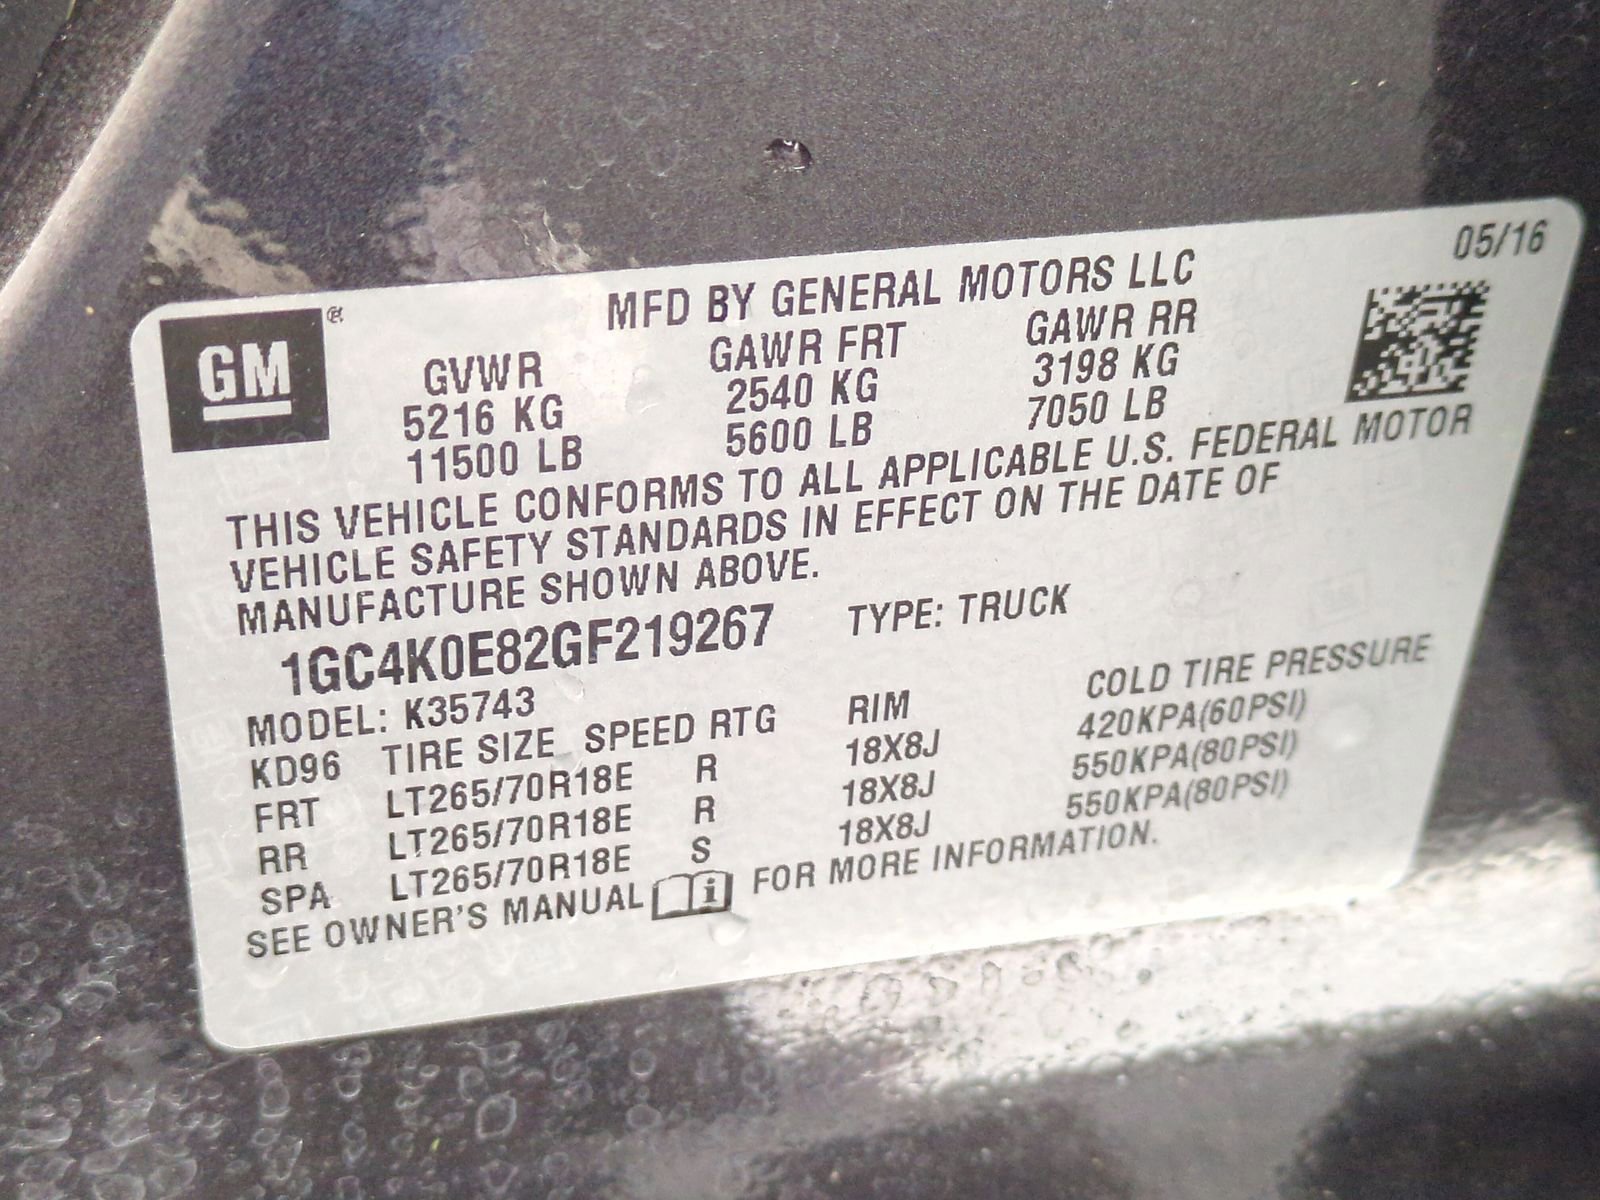 05/16
MFD BY GENERAL MOTORS LLC
GM®
GVWR GAWR FRT GAWR RR
5216 KG 2540 KG 3198 KG
11500 LB 5600 LB 7050 LB
THIS VEHICLE CONFORMS TO ALL APPLICABLE U.S. FEDERAL MOTOR
VEHICLE SAFETY STANDARDS IN EFFECT ON THE DATE OF
MANUFACTURE SHOWN ABOVE.
1GC4K0E82GF219267 TYPE: TRUCK
MODEL: K35743
KD96 TIRE SIZE SPEED RTG RIM COLD TIRE PRESSURE
FRT LT265/70R18E R 18X8J 420KPA(60PSI)
RR LT265/70R18E R 18X8J 550KPA(80PSI)
SPA LT265/70R18E S 18X8J 550KPA(80PSI)
SEE OWNER'S MANUAL i FOR MORE INFORMATION.